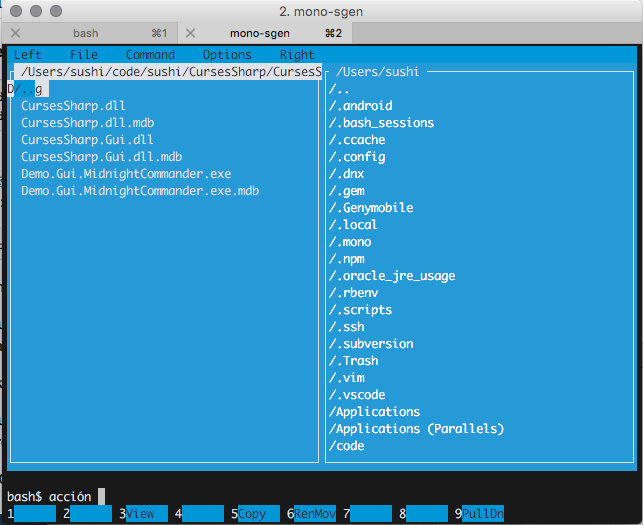 2. mono-sgen
bash ⌘1 mono-sgen ⌘2
Left File Command Options Right
/Users/sushi/code/sushi/CursesSharp/CursesS
/Users/sushi
D/..g
/..
CursesSharp.dll
/.android
CursesSharp.dll.mdb
/.bash_sessions
CursesSharp.Gui.dll
/.ccache
CursesSharp.Gui.dll.mdb
/.config
Demo.Gui.MidnightCommander.exe
/.dnx
Demo.Gui.MidnightCommander.exe.mdb
/.gem
/.Genymobile
/.local
/.mono
/.npm
/.oracle_jre_usage
/.rbenv
/.scripts
/.ssh
/.subversion
/.Trash
/.vim
/.vscode
/Applications
/Applications (Parallels)
/code
bash$ acción
1 2 3View 4 5Copy 6RenMov 7 8 9PullDn